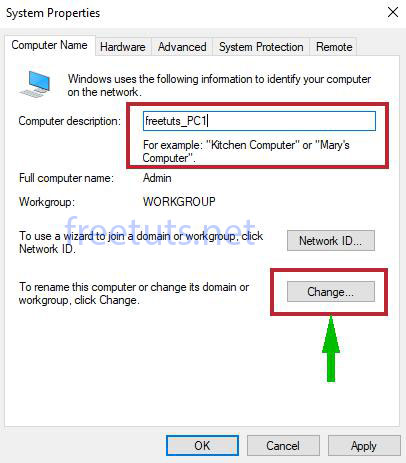 System Properties
Computer Name Hardware Advanced System Protection Remote
Windows uses the following information to identify your computer
on the network.
Computer description: freetuts_PC1
For example: "Kitchen Computer" or "Mary's
Computer".
Full computer name: Admin
Workgroup: WORKGROUP
freetuts.net
To use a wizard to join a domain or workgroup, click
Network ID.
Network ID...
To rename this computer or change its domain or
workgroup, click Change.
Change...
OK Cancel Apply